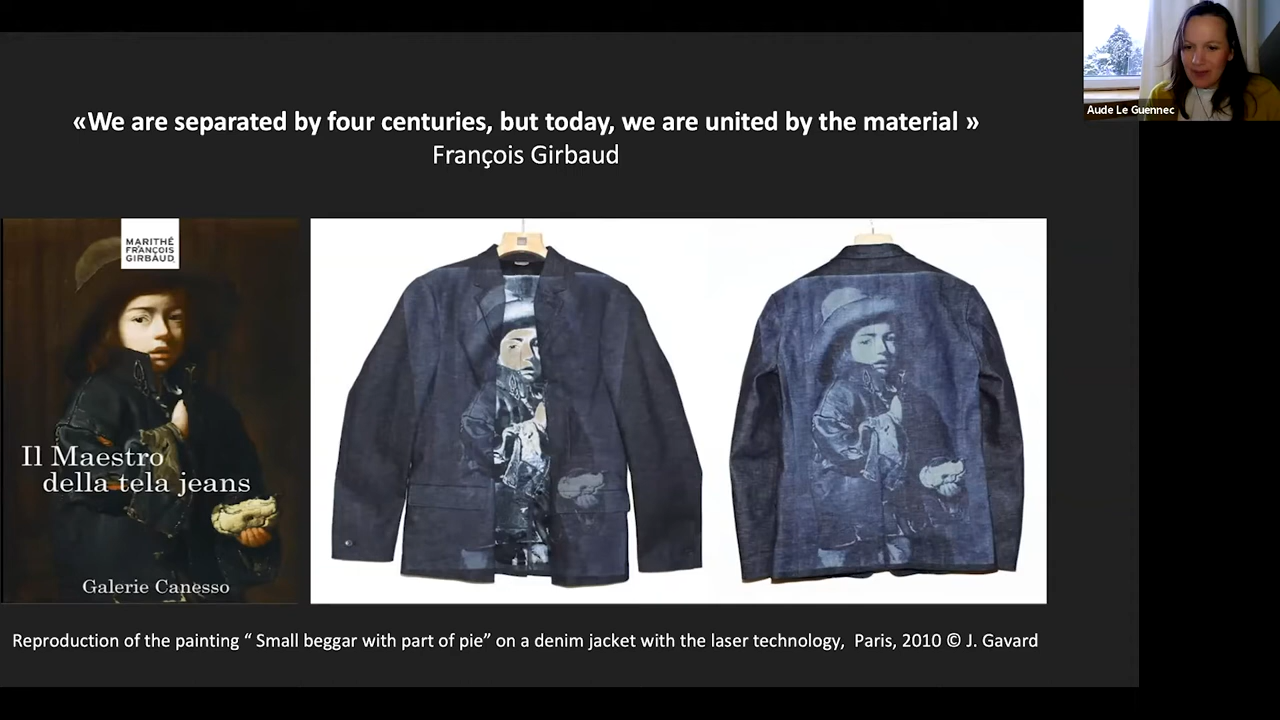 Aude Le Guennec
«We are separated by four centuries, but today, we are united by the material »
François Girbaud
MARITHÉ
FRANÇOIS
GIRBAUD
Il Maestro
della tela jeans
Galerie Canesso
Reproduction of the painting “ Small beggar with part of pie” on a denim jacket with the laser technology,  Paris, 2010 © J. Gavard